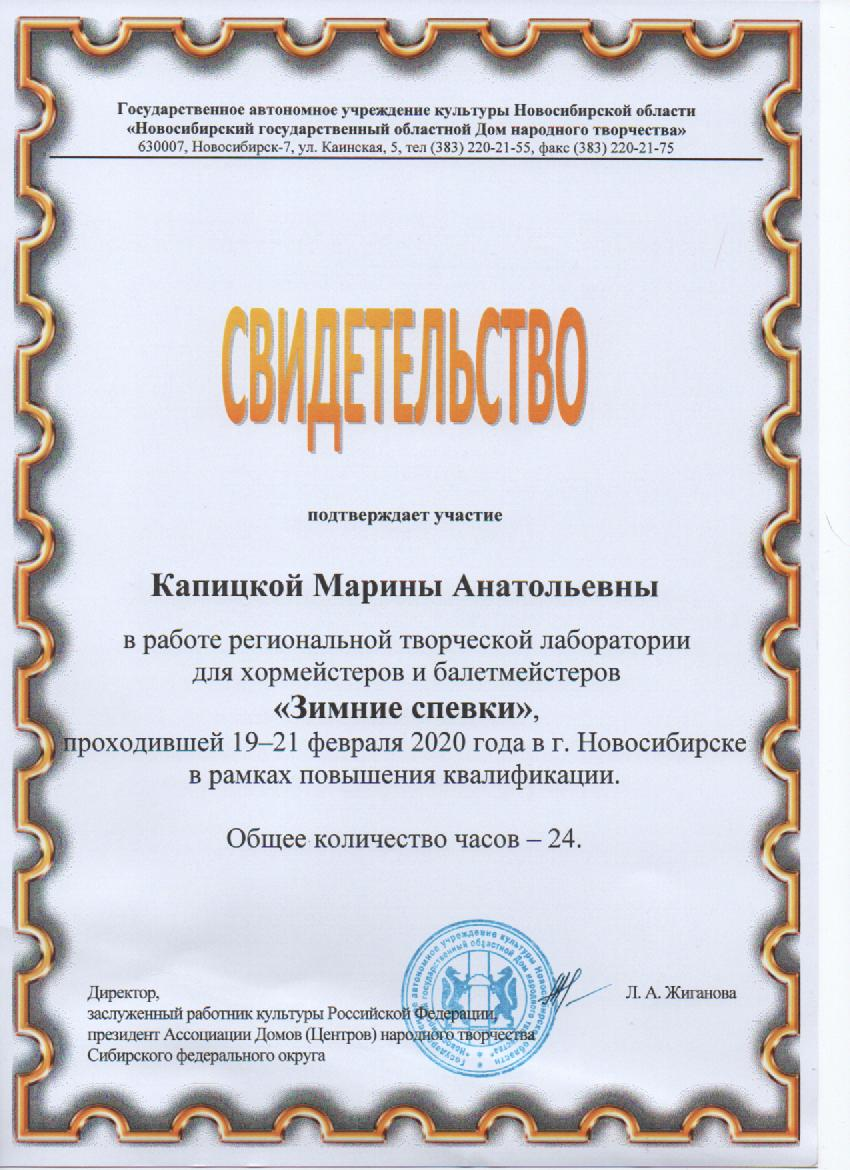 Государственное автономное учреждение культуры Новосибирской области
«Новосибирский государственный областной Дом народного творчества»
630007, Новосибирск-7, ул. Каинская, 5, тел (383) 220-21-55, факс (383) 220-21-75
СВИДЕТЕЛЬСТВО
подтверждает участие
Капицкой Марины Анатольевны
в работе региональной творческой лаборатории
для хормейстеров и балетмейстеров
«Зимние спевки»,
проходившей 19–21 февраля 2020 года в г. Новосибирске
в рамках повышения квалификации.
Общее количество часов – 24.
Директор,
заслуженный работник культуры Российской Федерации,
президент Ассоциации Домов (Центров) народного творчества
Сибирского федерального округа
Л. А. Жиганова